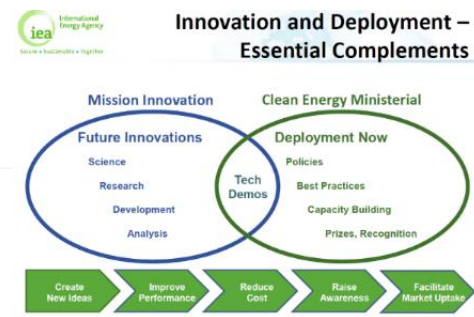 iea
International
Energy Agency
Secure • Sustainable • Together
Innovation and Deployment –
Essential Complements
Mission Innovation
Clean Energy Ministerial
Future Innovations
Science
Research
Development
Analysis
Tech
Demos
Deployment Now
Policies
Best Practices
Capacity Building
Prizes, Recognition
Create
New Ideas
Improve
Performance
Reduce
Cost
Raise
Awareness
Facilitate
Market Uptake